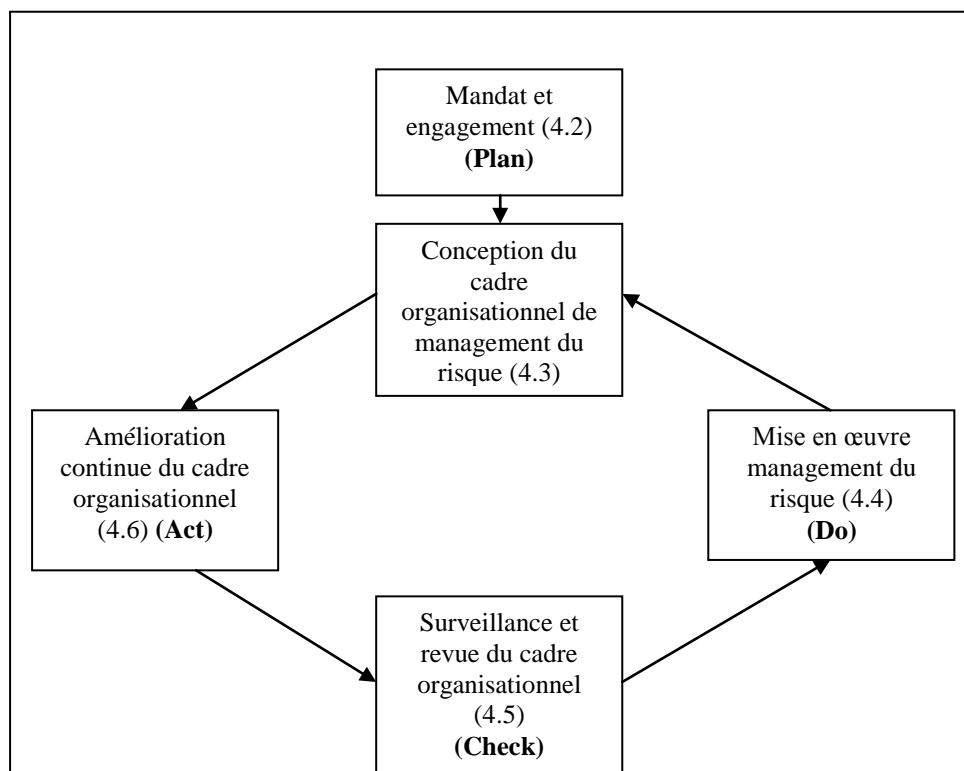 Mandat et
engagement (4.2)
(Plan)
Conception du
cadre
organisationnel de
management du
risque (4.3)
Amélioration
continue du cadre
organisationnel
(4.6) (Act)
Mise en œuvre
management du
risque (4.4)
(Do)
Surveillance et
revue du cadre
organisationnel
(4.5)
(Check)